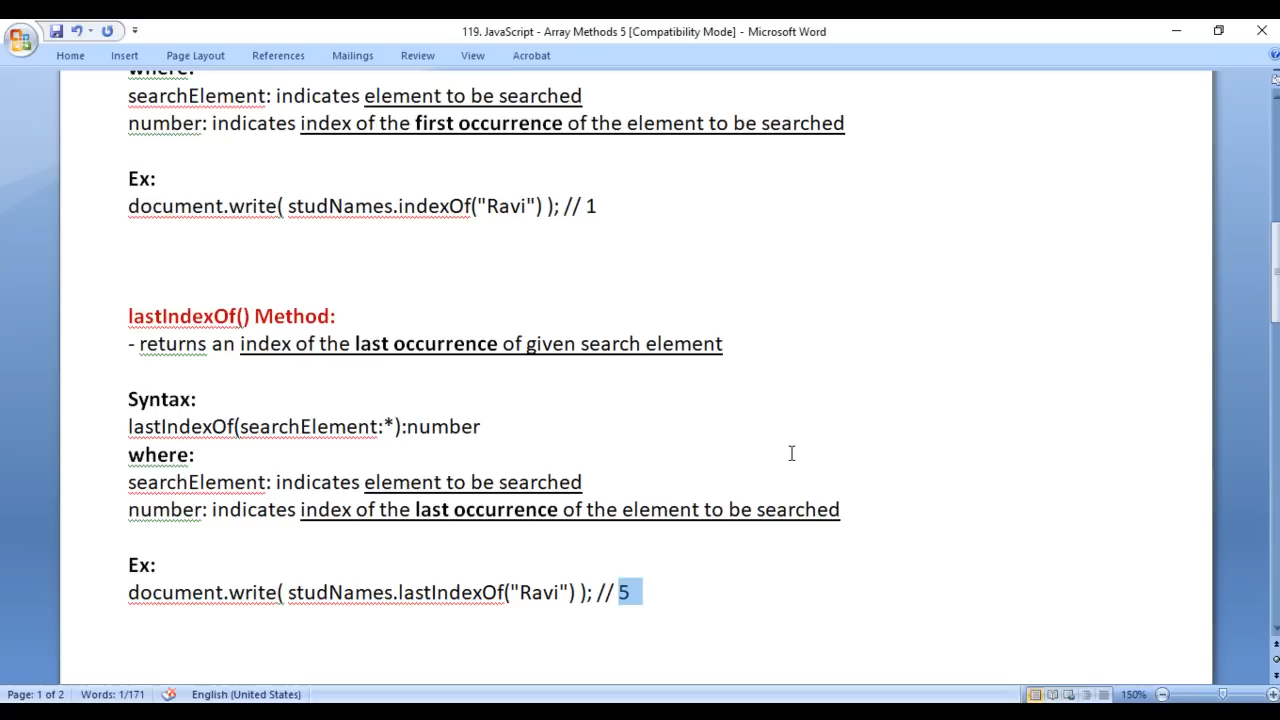 119. JavaScript - Array Methods 5 [Compatibility Mode] - Microsoft Word
Home Insert Page Layout References Mailings Review View Acrobat
where:
searchElement: indicates element to be searched
number: indicates index of the first occurrence of the element to be searched
Ex:
document.write( studNames.indexOf("Ravi") ); // 1
lastIndexOf() Method:
- returns an index of the last occurrence of given search element
Syntax:
lastIndexOf(searchElement:*):number
where:
searchElement: indicates element to be searched
number: indicates index of the last occurrence of the element to be searched
Ex:
document.write( studNames.lastIndexOf("Ravi") ); // 5
Page: 1 of 2 Words: 1/171 English (United States) 150%